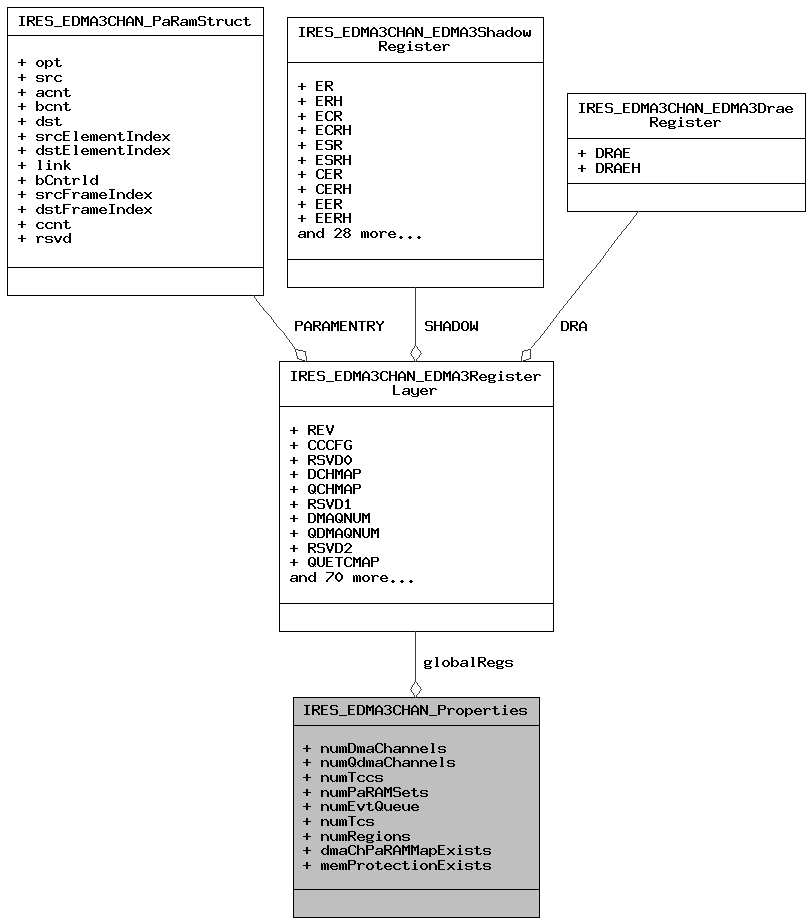 IRES_EDMA3CHAN_PaRamStruct
+ opt
+ src
+ acnt
+ bcnt
+ dst
+ srcElementIndex
+ dstElementIndex
+ link
+ bCntrld
+ srcFrameIndex
+ dstFrameIndex
+ ccnt
+ rsvd
IRES_EDMA3CHAN_EDMA3Shadow
Register
+ ER
+ ERH
+ ECR
+ ECRH
+ ESR
+ ESRH
+ CER
+ CERH
+ EER
+ EERH
and 28 more...
IRES_EDMA3CHAN_EDMA3Drae
Register
+ DRAE
+ DRAEH
PARAMENTRY
SHADOW
DRA
IRES_EDMA3CHAN_EDMA3Register
Layer
+ REV
+ CCCFG
+ RSVD0
+ DCHMAP
+ QCHMAP
+ RSVD1
+ DMAQNUM
+ QDMAQNUM
+ RSVD2
+ QUETCMAP
and 70 more...
globalRegs
IRES_EDMA3CHAN_Properties
+ numDmaChannels
+ numQdmaChannels
+ numTccs
+ numPaRAMSets
+ numEvtQueue
+ numTcs
+ numRegions
+ dmaChPaRAMMapExists
+ memProtectionExists